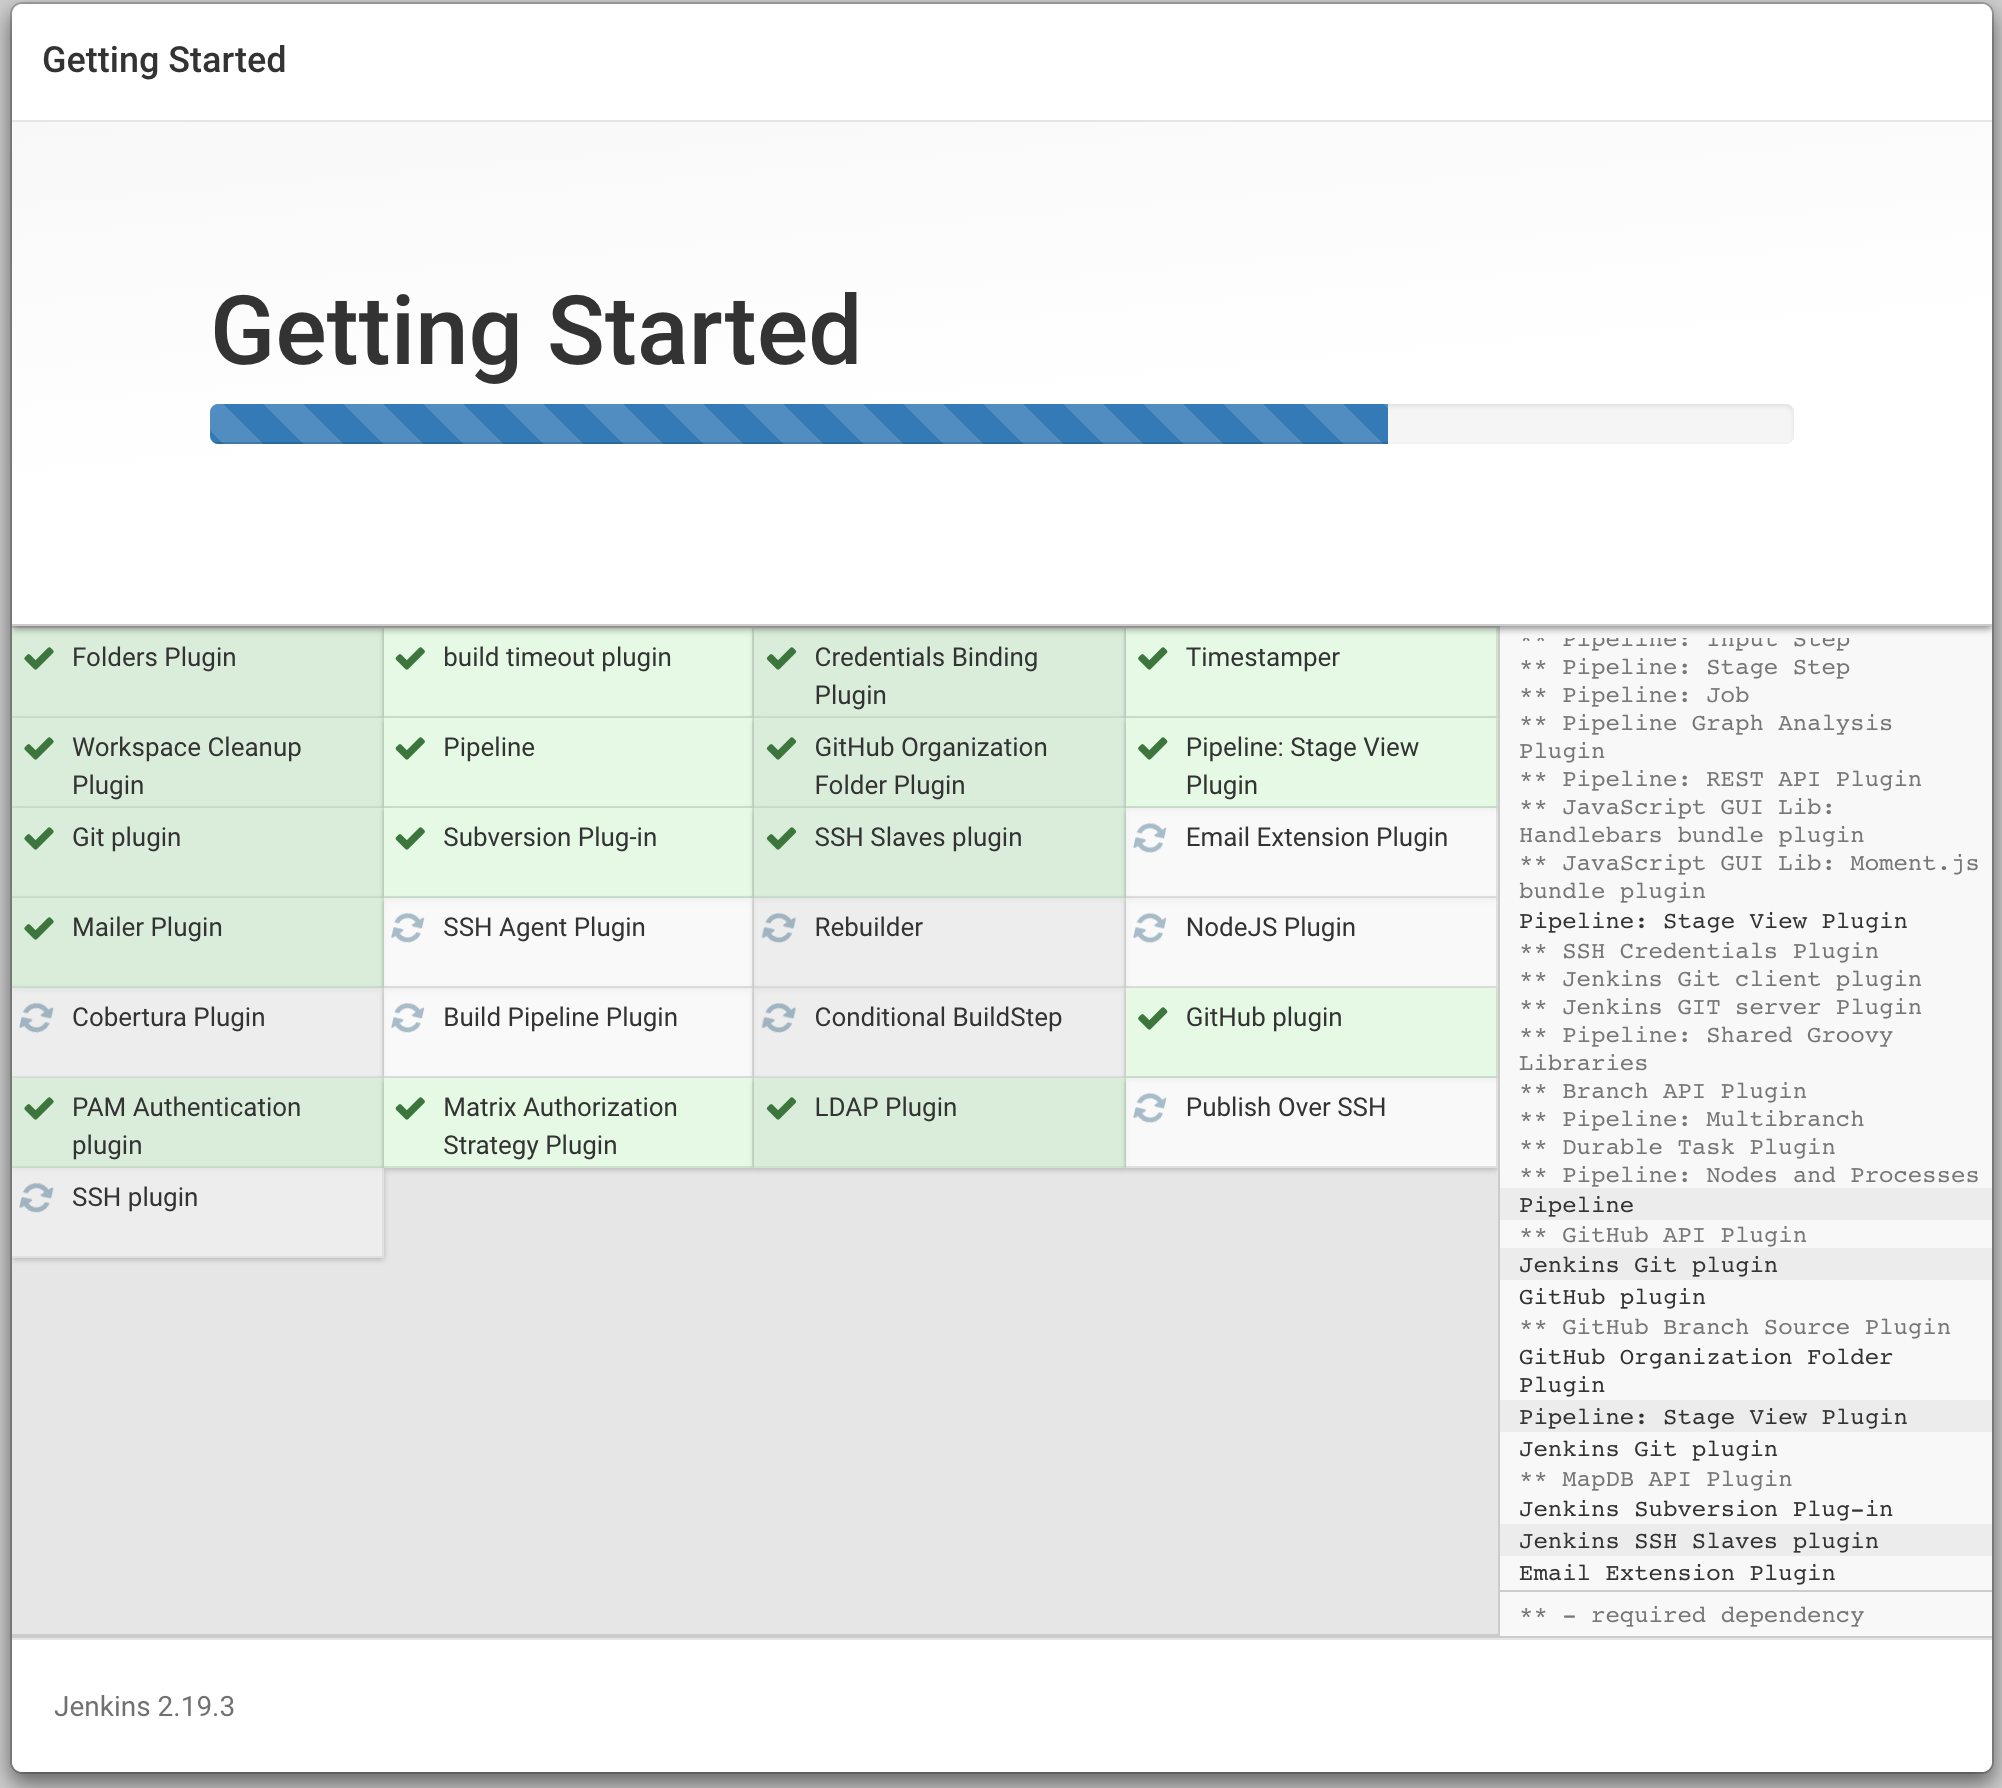 Getting Started
Getting Started
Folders Plugin
build timeout plugin
Credentials Binding
Plugin
Timestamper
Workspace Cleanup
Plugin
Pipeline
GitHub Organization
Folder Plugin
Pipeline: Stage View
Plugin
Git plugin
Subversion Plug-in
SSH Slaves plugin
Email Extension Plugin
Mailer Plugin
SSH Agent Plugin
Rebuilder
NodeJS Plugin
Cobertura Plugin
Build Pipeline Plugin
Conditional BuildStep
GitHub plugin
PAM Authentication
plugin
Matrix Authorization
Strategy Plugin
LDAP Plugin
Publish Over SSH
SSH plugin
** Pipeline: Input Step
** Pipeline: Stage Step
** Pipeline: Job
** Pipeline Graph Analysis
Plugin
** Pipeline: REST API Plugin
** JavaScript GUI Lib:
Handlebars bundle plugin
** JavaScript GUI Lib: Moment.js
bundle plugin
Pipeline: Stage View Plugin
** SSH Credentials Plugin
** Jenkins Git client plugin
** Jenkins GIT server Plugin
** Pipeline: Shared Groovy
Libraries
** Branch API Plugin
** Pipeline: Multibranch
** Durable Task Plugin
** Pipeline: Nodes and Processes
Pipeline
** GitHub API Plugin
Jenkins Git plugin
GitHub plugin
** GitHub Branch Source Plugin
GitHub Organization Folder
Plugin
Pipeline: Stage View Plugin
Jenkins Git plugin
** MapDB API Plugin
Jenkins Subversion Plug-in
Jenkins SSH Slaves plugin
Email Extension Plugin
** - required dependency
Jenkins 2.19.3